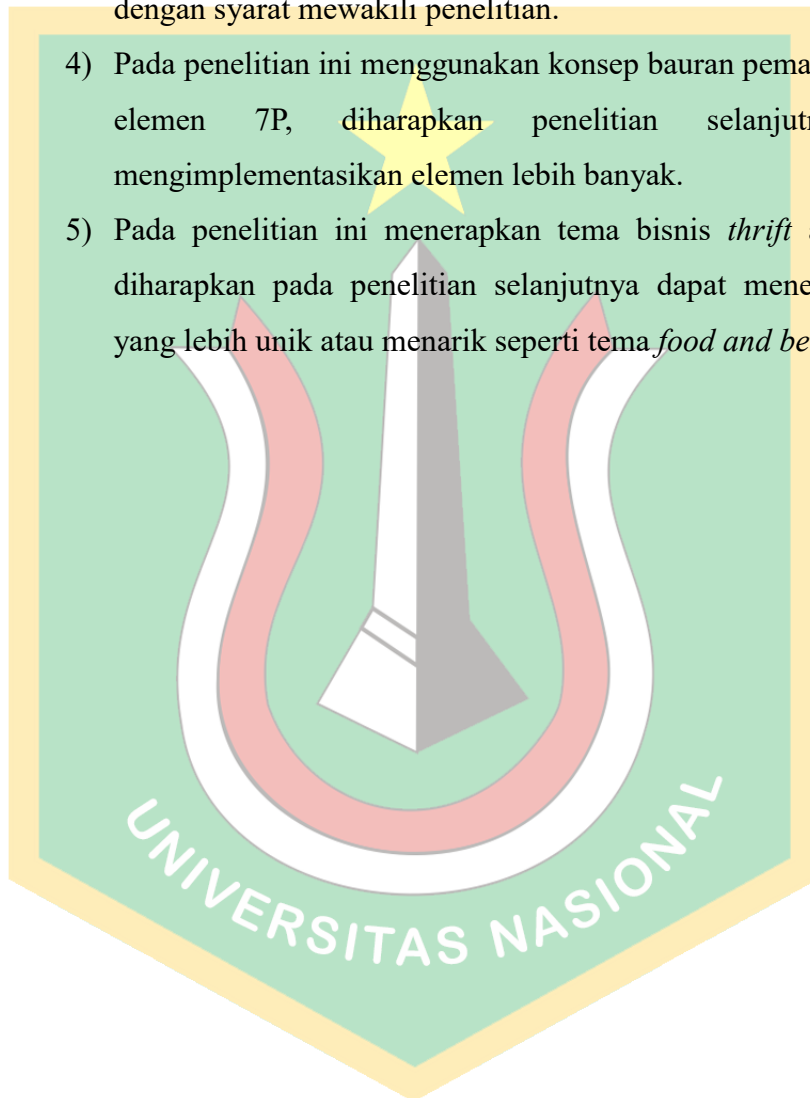 dengan syarat mewakili penelitian.
4) Pada penelitian ini menggunakan konsep bauran pema
elemen 7P, diharapkan penelitian selanjut
mengimplementasikan elemen lebih banyak.
5) Pada penelitian ini menerapkan tema bisnis thrift
diharapkan pada penelitian selanjutnya dapat mene
yang lebih unik atau menarik seperti tema food and be
UNIVERSITAS NASIONAL